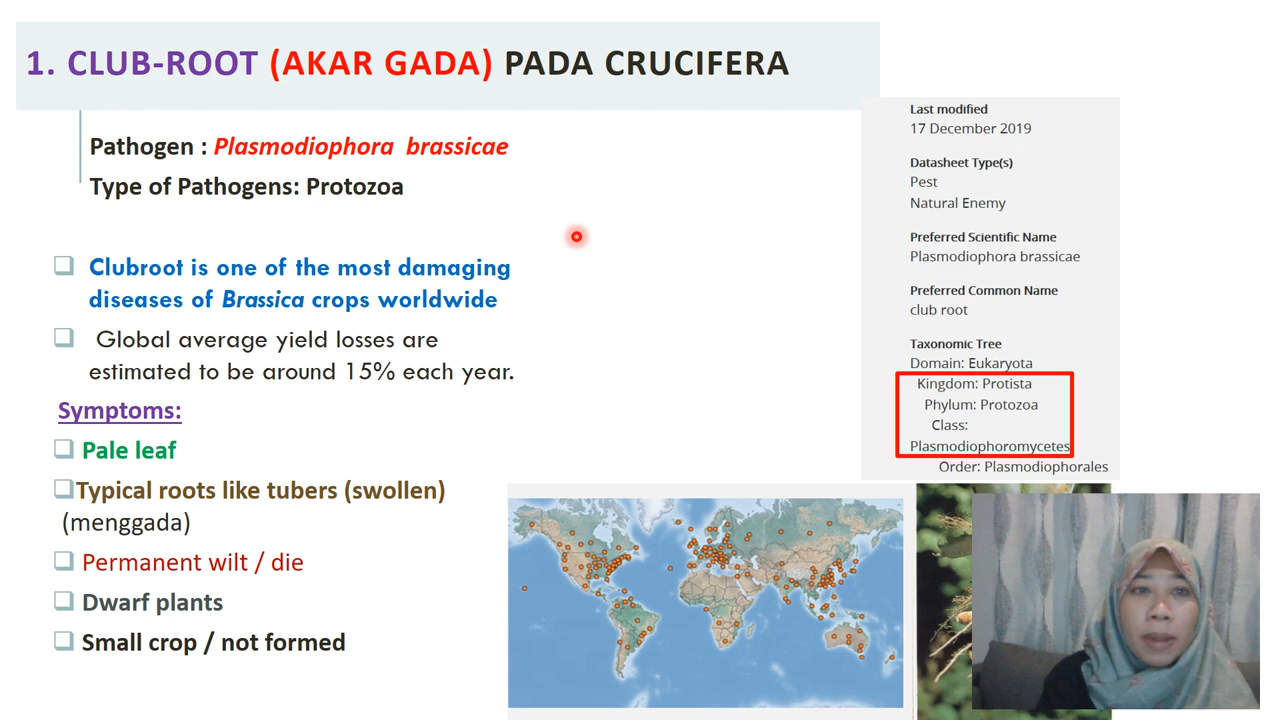 1. CLUB-ROOT (AKAR GADA) PADA CRUCIFERA
Pathogen : Plasmodiophora brassicae
Type of Pathogens: Protozoa
Clubroot is one of the most damaging
diseases of Brassica crops worldwide
Global average yield losses are
estimated to be around 15% each year.
Symptoms:
Pale leaf
Typical roots like tubers (swollen)
(menggada)
Permanent wilt / die
Dwarf plants
Small crop / not formed
Last modified
17 December 2019
Datasheet Type(s)
Pest
Natural Enemy
Preferred Scientific Name
Plasmodiophora brassicae
Preferred Common Name
club root
Taxonomic Tree
Domain: Eukaryota
Kingdom: Protista
Phylum: Protozoa
Class:
Plasmodiophoromycetes
Order: Plasmodiophorales